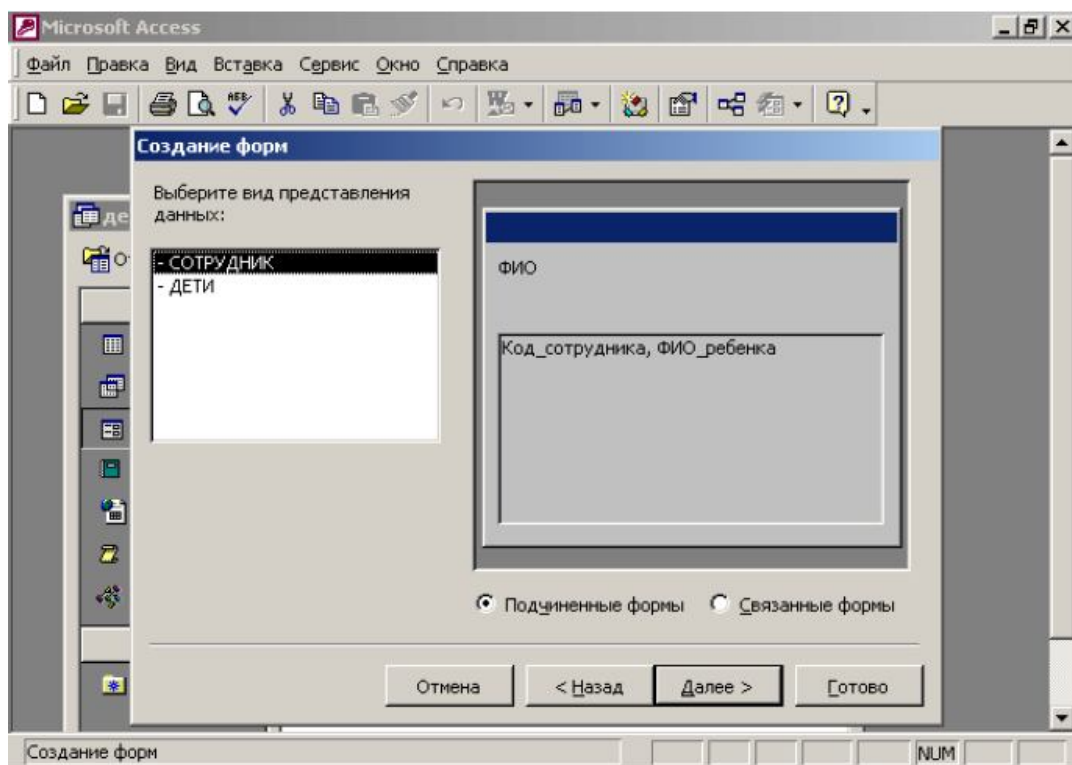 Microsoft Access
Файл Правка Вид Вставка Сервис Окно Справка
Создание форм
Выберите вид представления
данных:
- СОТРУДНИК
- ДЕТИ
ФИО
Код_сотрудника, ФИО_ребенка
Подчиненные формы Связанные формы
Отмена < Назад Далее > Готово
Создание форм NUM